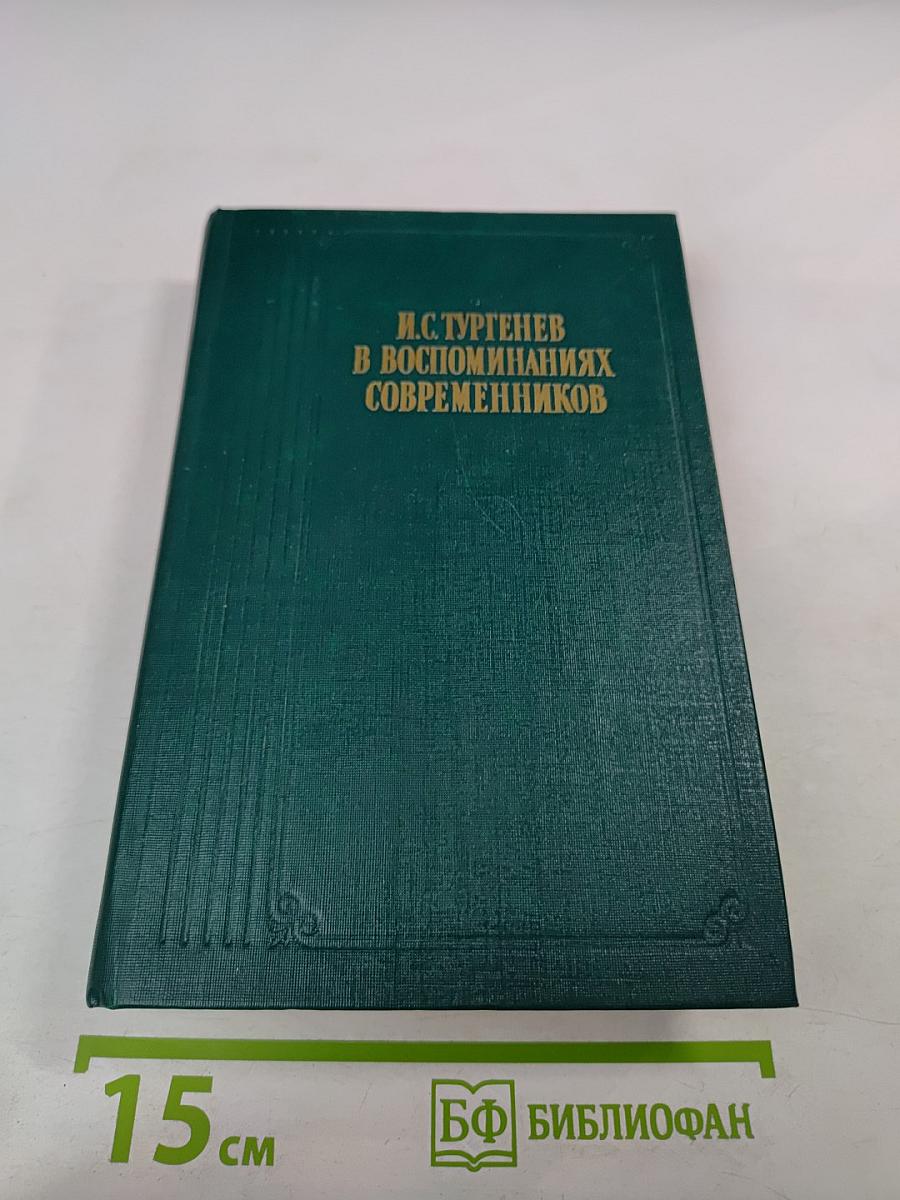 И.С. ТУРГЕНЕВ
В ВОСПОМИНАНИЯХ
СОВРЕМЕННИКОВ
15 см
БФ БИБЛИОФАН